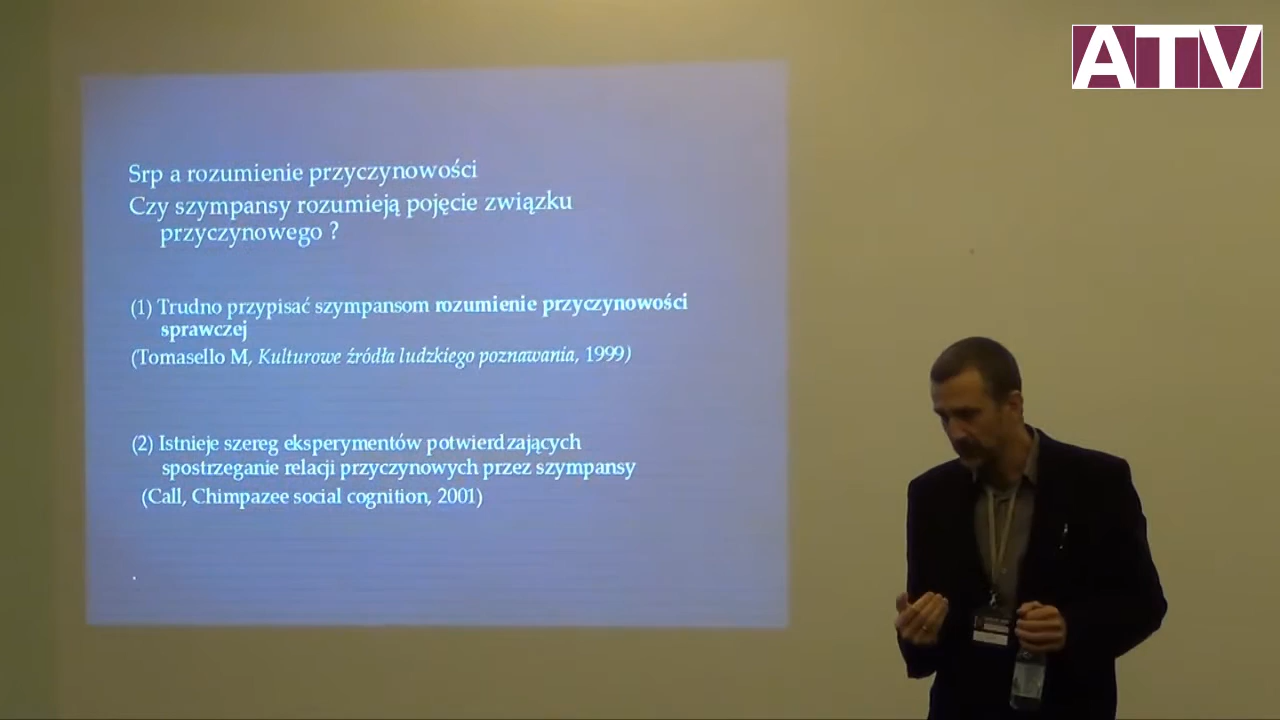 ATV
Srp a rozumienie przyczynowości
Czy szympansy rozumieją pojęcie związku
przyczynowego ?
(1) Trudno przypisać szympansom rozumienie przyczynowości
sprawczej
(Tomasello M, Kulturowe źródła ludzkiego poznawania, 1999)
(2) Istnieje szereg eksperymentów potwierdzających
spostrzeganie relacji przyczynowych przez szympansy
(Call, Chimpazee social cognition, 2001)
.